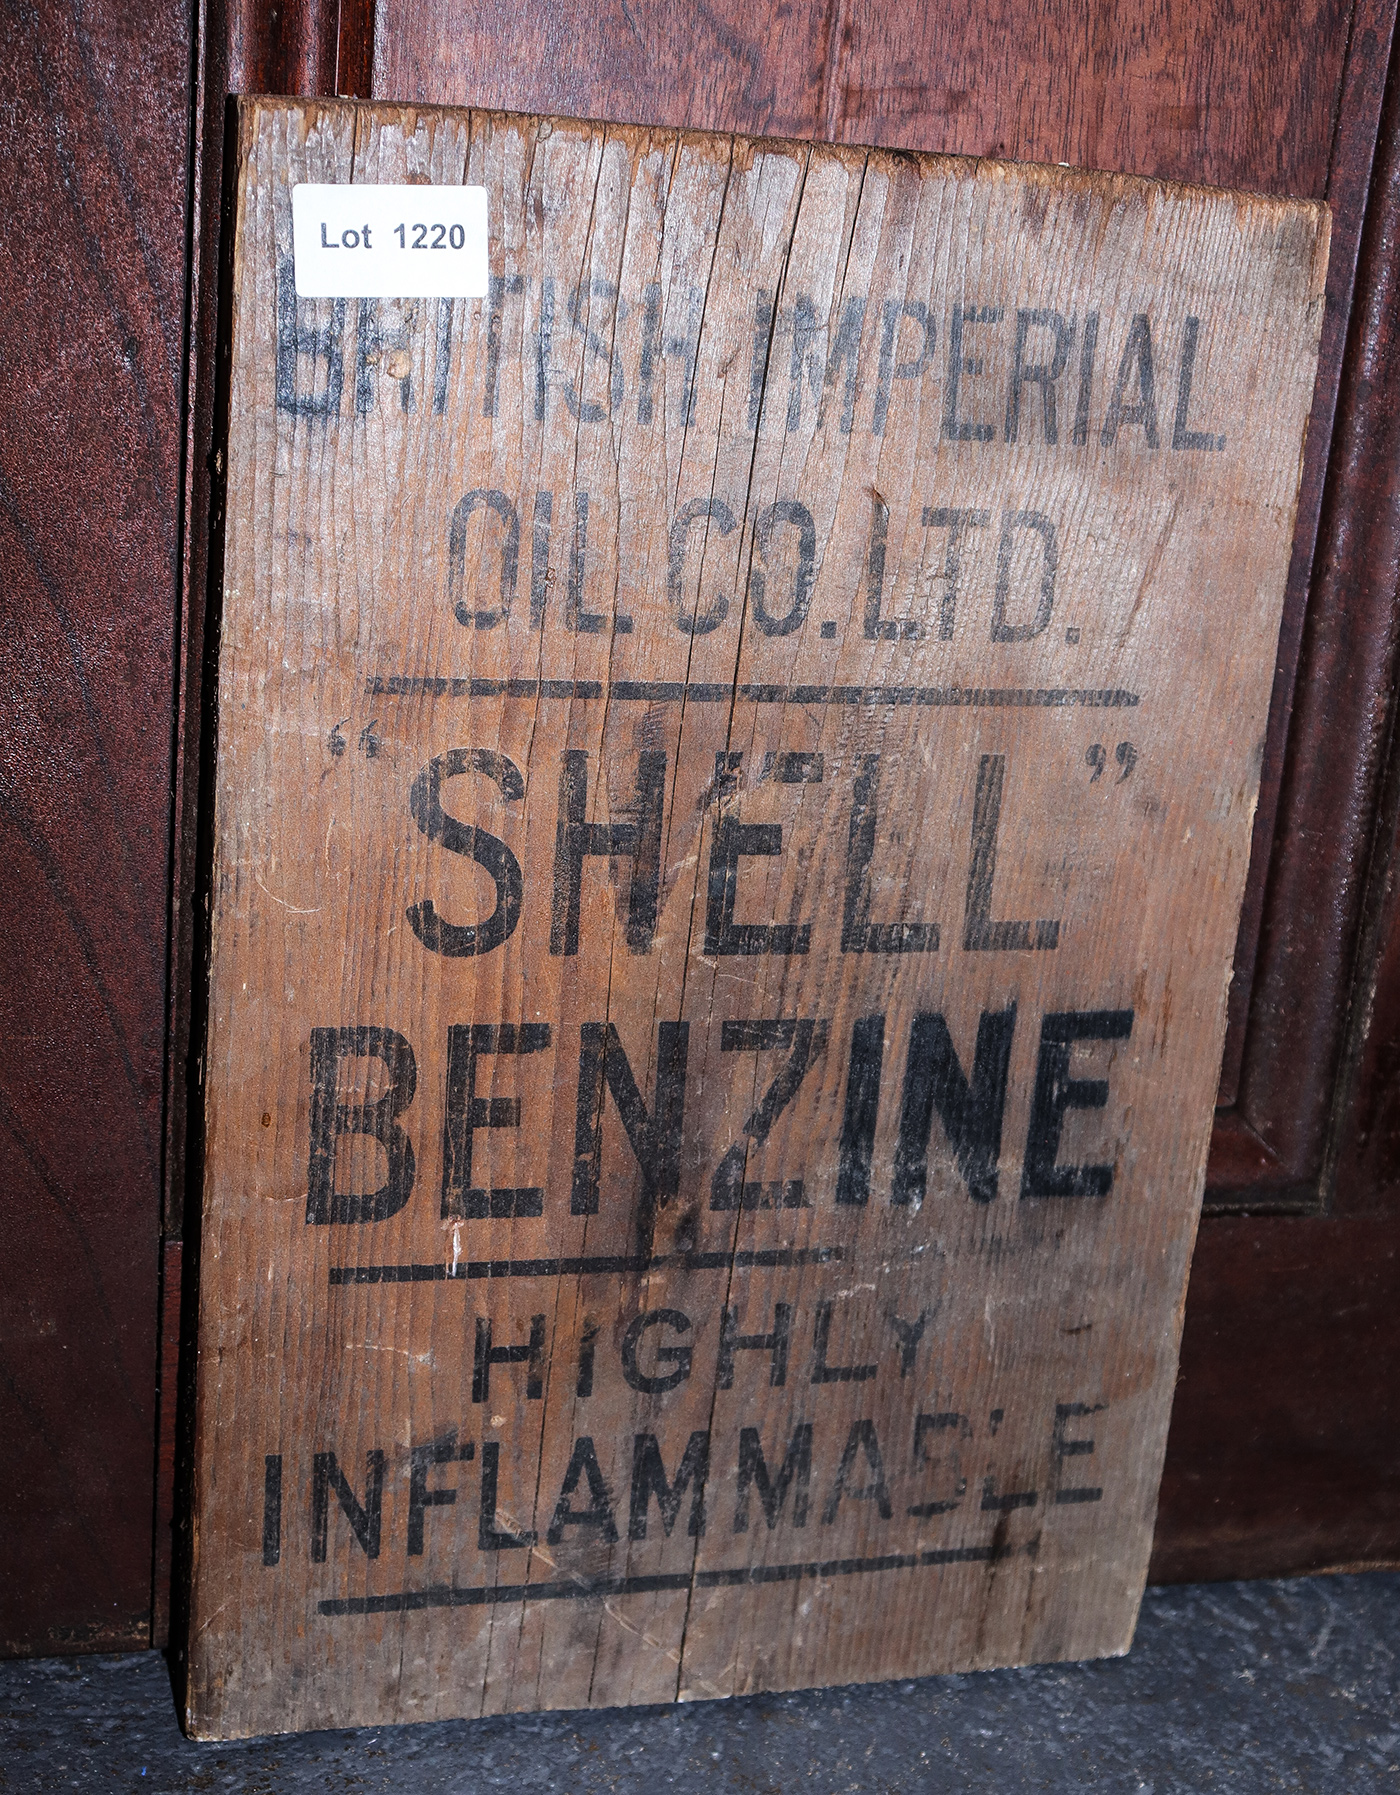 Lot 1220
BRITISH IMPERIAL
OIL CO. LTD.
“SHELL”
BENZINE
HIGHLY
INFLAMMABLE